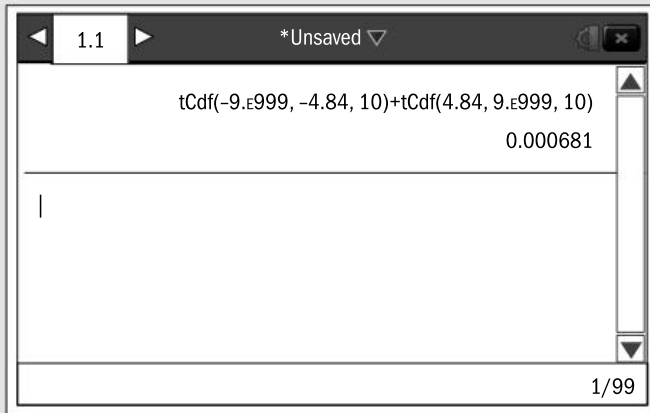 1.1 *Unsaved
tCdf(–9.ᴇ999, –4.84, 10)+tCdf(4.84, 9.ᴇ999, 10)
0.000681
1/99